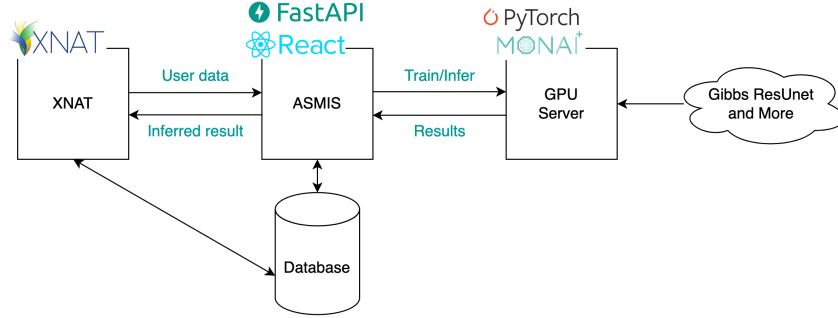 FastAPI
XNAT
React
PyTorch
MONAI
XNAT
User data
Inferred result
ASMIS
Train/Infer
Results
GPU
Server
Gibbs ResUnet
and More
Database